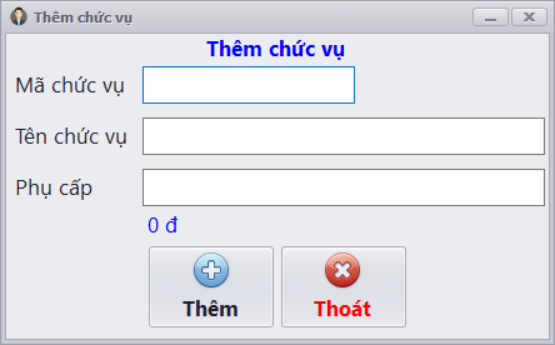 Thêm chức vụ
Thêm chức vụ
Mã chức vụ
Tên chức vụ
Phụ cấp
0 đ
Thêm
Thoát